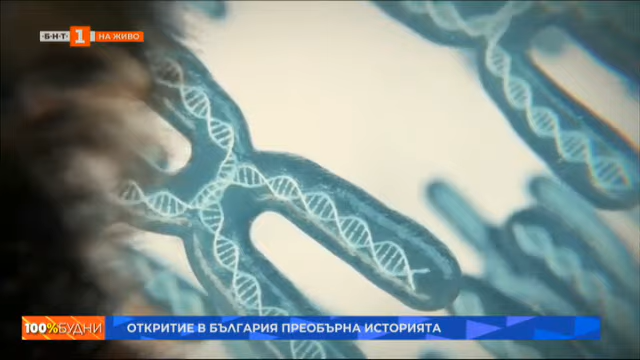 БНТ 1 НА ЖИВО
100% БУДНИ
ОТКРИТИЕ В БЪЛГАРИЯ ПРЕОБЪРНА ИСТОРИЯТА